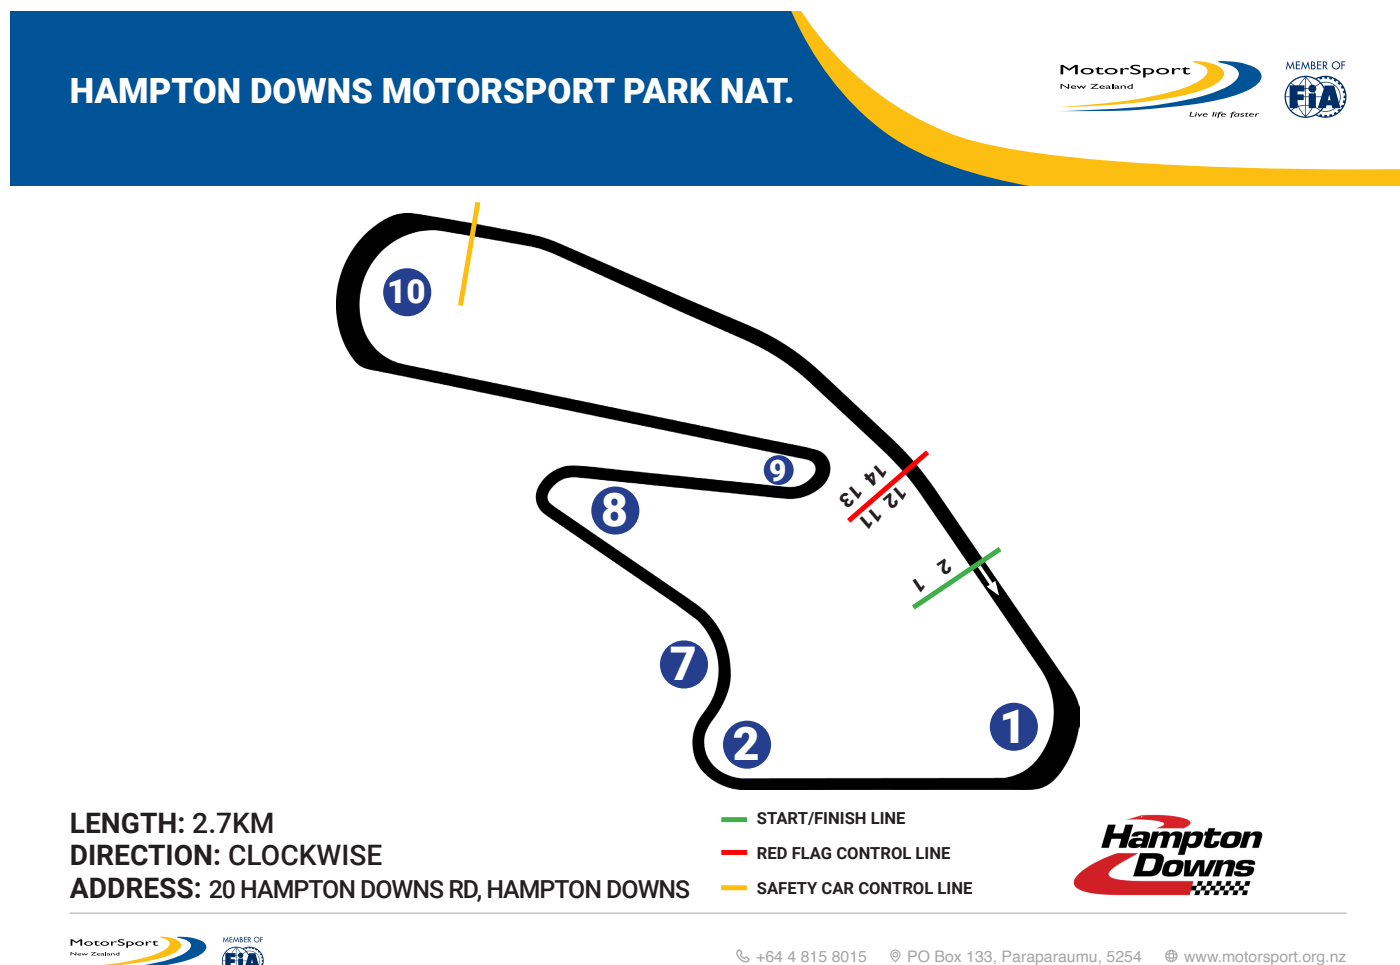 HAMPTON DOWNS MOTORSPORT PARK NAT.
MotorSport
New Zealand
Live life faster
MEMBER OF
FiA
10
9
8
14 13
12 11
7
2 1
2
1
LENGTH: 2.7KM
DIRECTION: CLOCKWISE
ADDRESS: 20 HAMPTON DOWNS RD, HAMPTON DOWNS
START/FINISH LINE
RED FLAG CONTROL LINE
SAFETY CAR CONTROL LINE
Hampton
Downs
MotorSport
New Zealand
MEMBER OF
FiA
+64 4 815 8015
PO Box 133, Paraparaumu, 5254
www.motorsport.org.nz